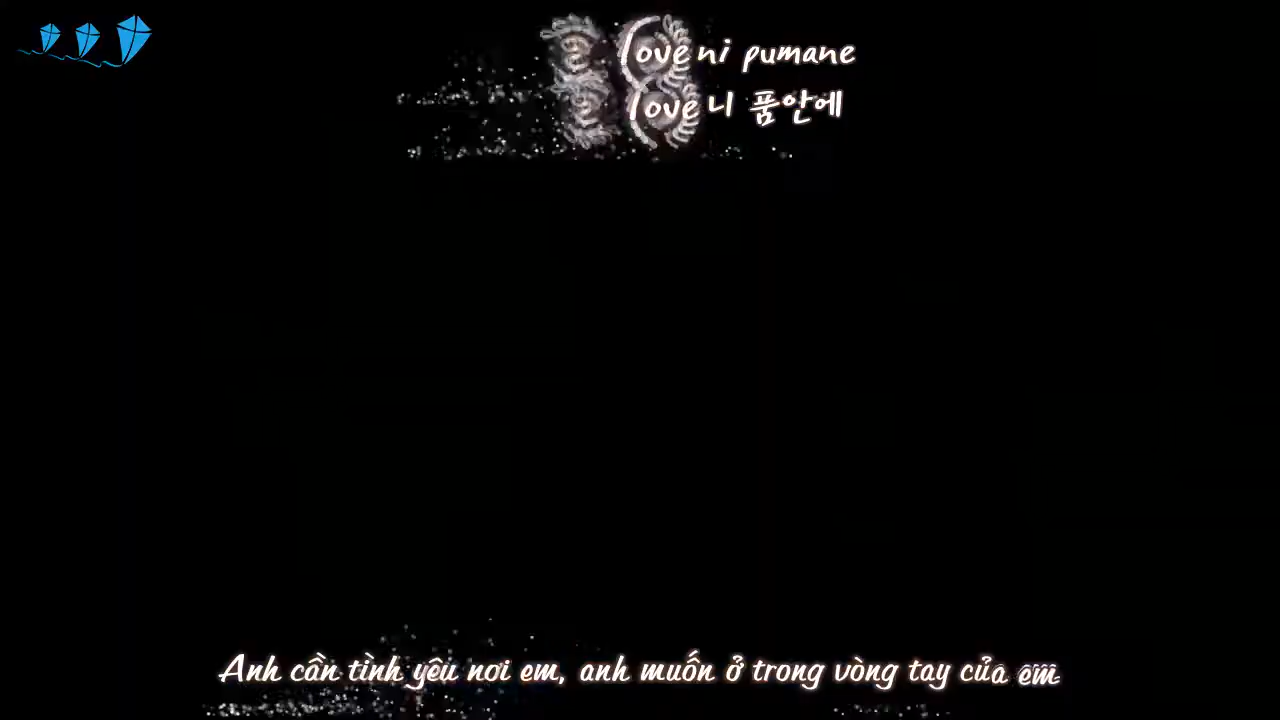 love ni pumane
love 니 품안에
Anh cần tình yêu nơi em, anh muốn ở trong vòng tay của em